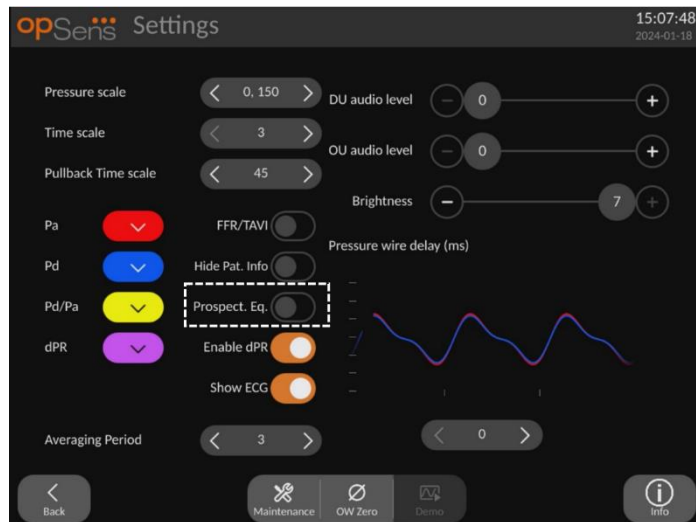 opSens Settings
15:07:48
2024-01-18
Pressure scale
0, 150
Time scale
3
Pullback Time scale
45
DU audio level
0
OU audio level
0
Brightness
7
Pa
Pd
Pd/Pa
dPR
FFR/TAVI
Hide Pat. Info
Prospect. Eq.
Enable dPR
Show ECG
Pressure wire delay (ms)
Averaging Period
3
0
Back
Maintenance
OW Zero
Demo
Info